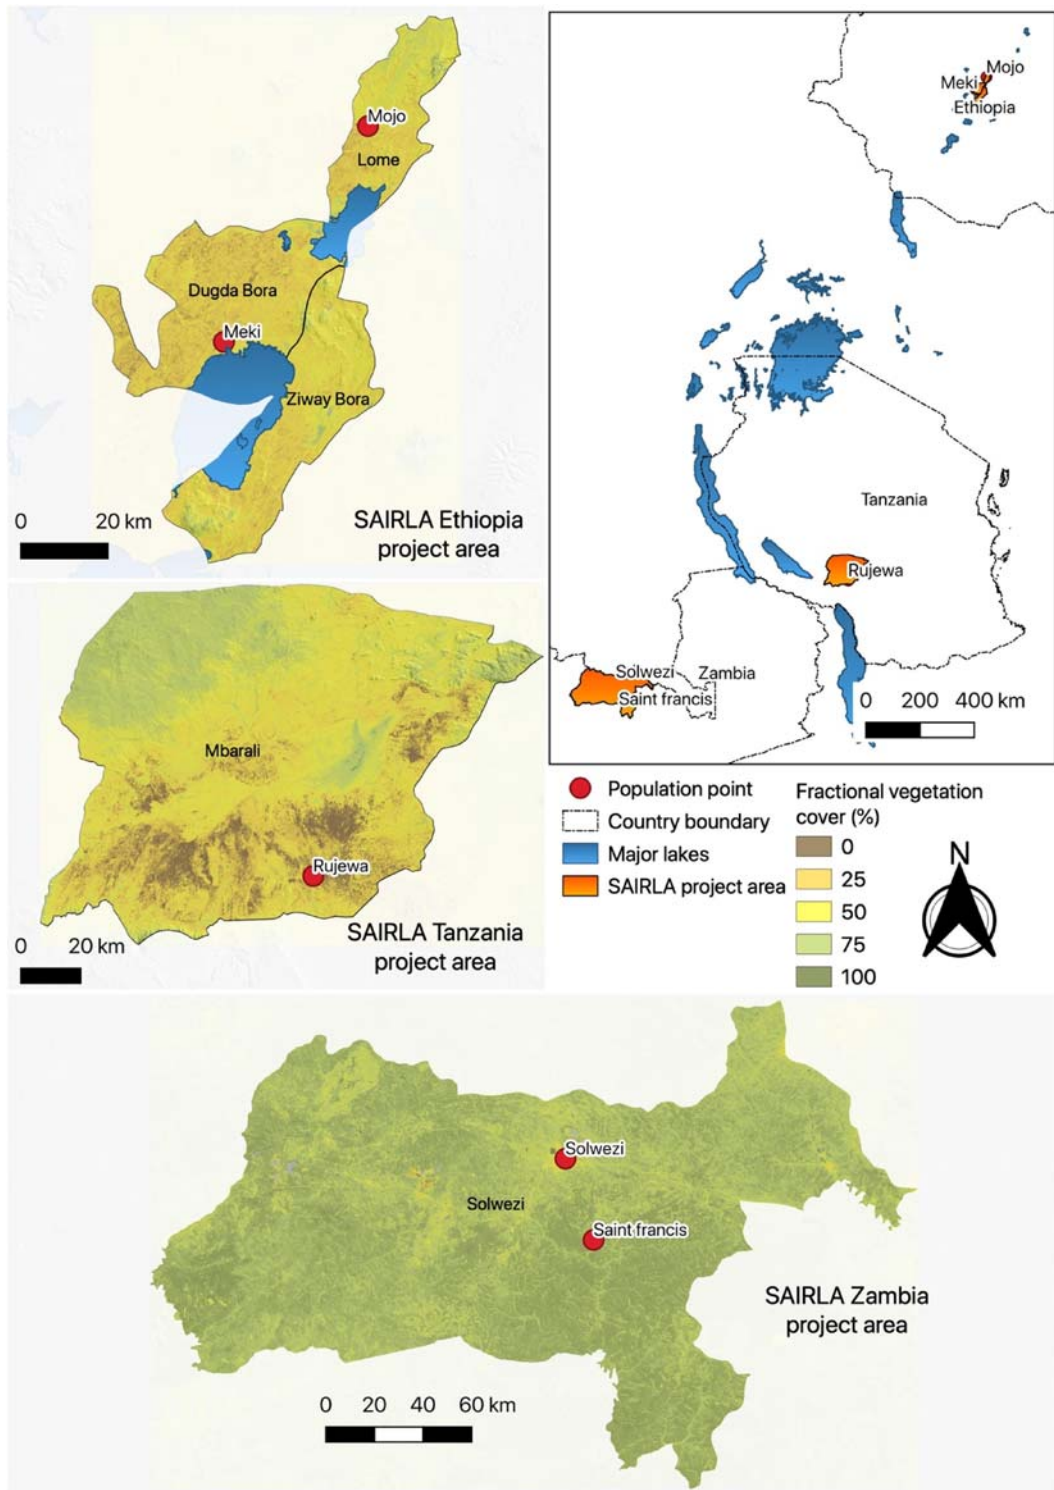 Mojo
Lome
Dugda Bora
Meki
Ziway Bora
0 20 km
SAIRLA Ethiopia
project area
Mojo
Meki
Ethiopia
Tanzania
Rujewa
Solwezi
Zambia
Saint francis
0 200 400 km
Mbarali
Rujewa
0 20 km
SAIRLA Tanzania
project area
Population point
Country boundary
Major lakes
SAIRLA project area
Fractional vegetation
cover (%)
0
25
50
75
100
N
Solwezi
Solwezi
Saint francis
SAIRLA Zambia
project area
0 20 40 60 km